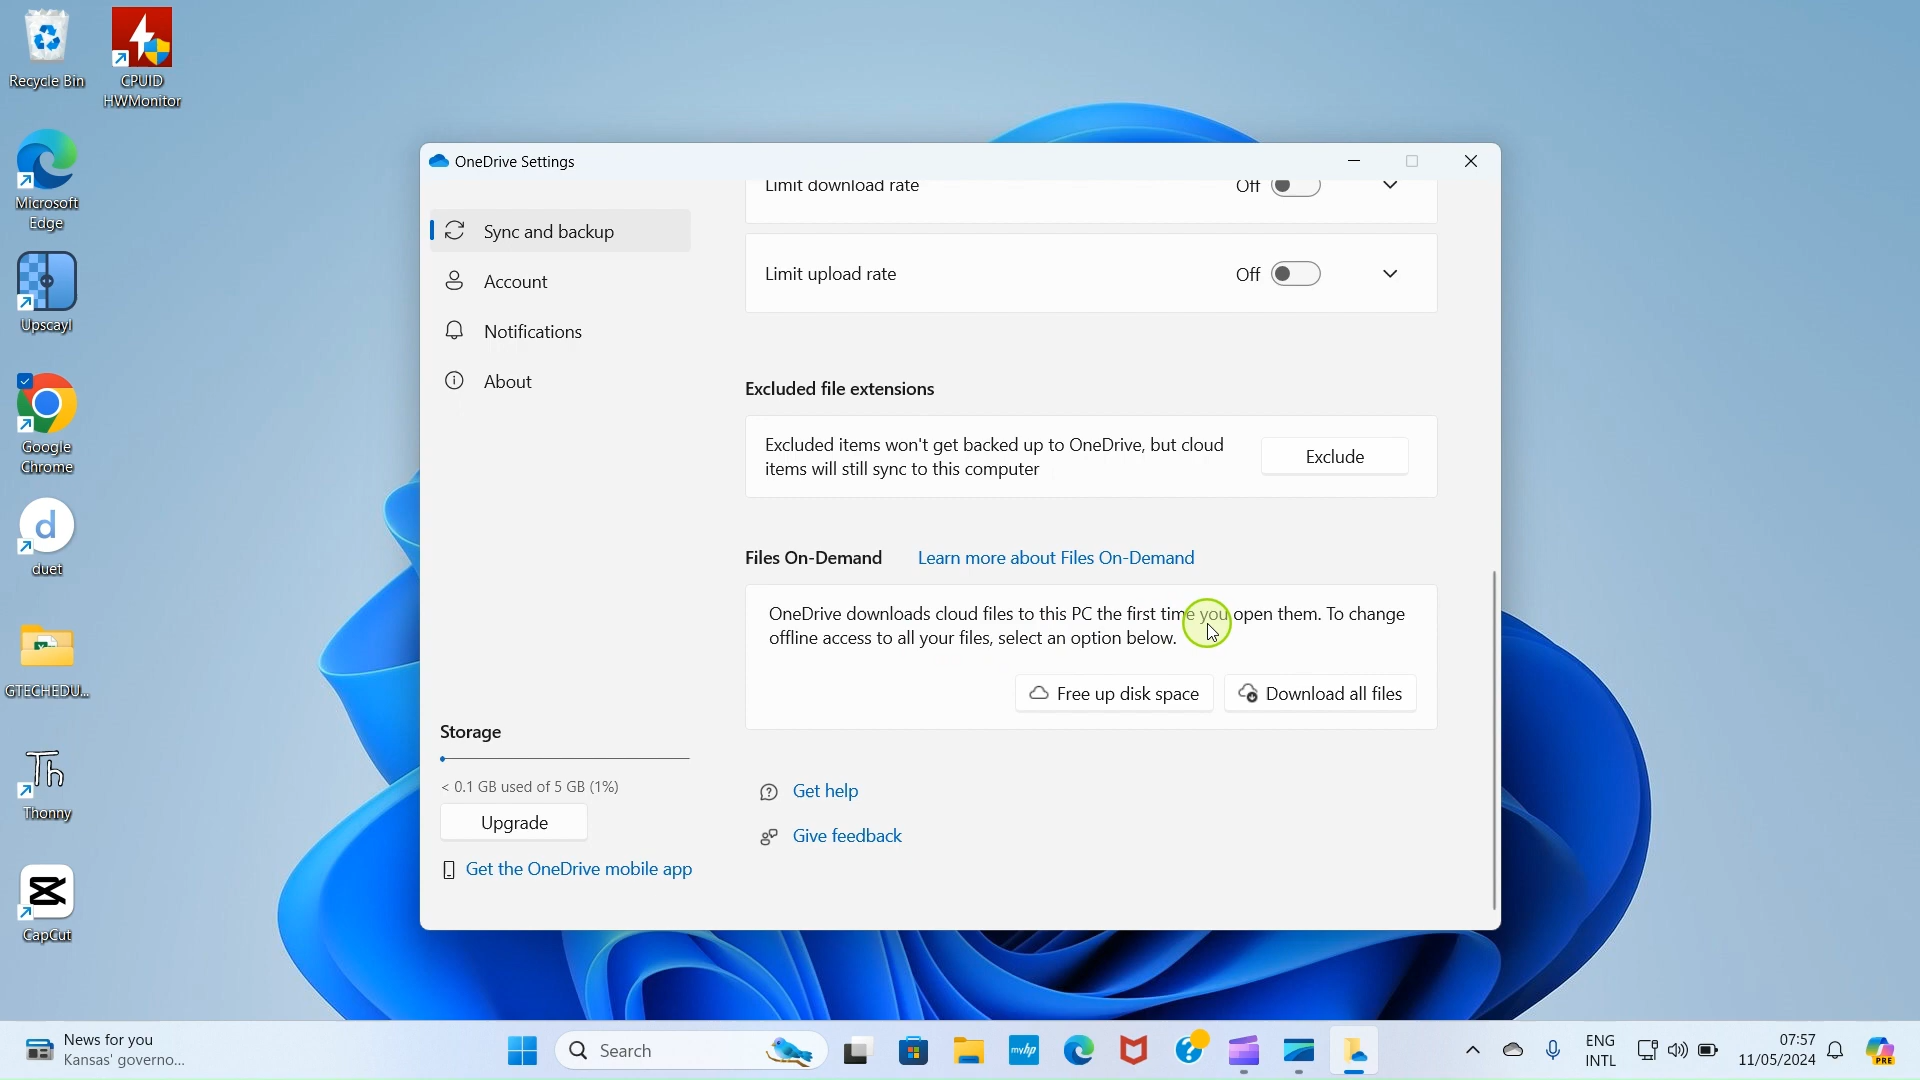 Recycle Bin
CPUID
HWMonitor
Microsoft
Edge
Upscayl
Google
Chrome
d
duet
GTECHEDU...
Th
Thonny
CapCut
OneDrive Settings
Sync and backup
Account
Notifications
About
Storage
< 0.1 GB used of 5 GB (1%)
Upgrade
Get the OneDrive mobile app
Limit download rate
Off
Limit upload rate
Off
Excluded file extensions
Excluded items won't get backed up to OneDrive, but cloud
items will still sync to this computer
Exclude
Files On-Demand
Learn more about Files On-Demand
OneDrive downloads cloud files to this PC the first time you open them. To change
offline access to all your files, select an option below.
Free up disk space
Download all files
Get help
Give feedback
News for you
Kansas' governo...
Search
myhp
ENG
INTL
07:57
11/05/2024
PRE